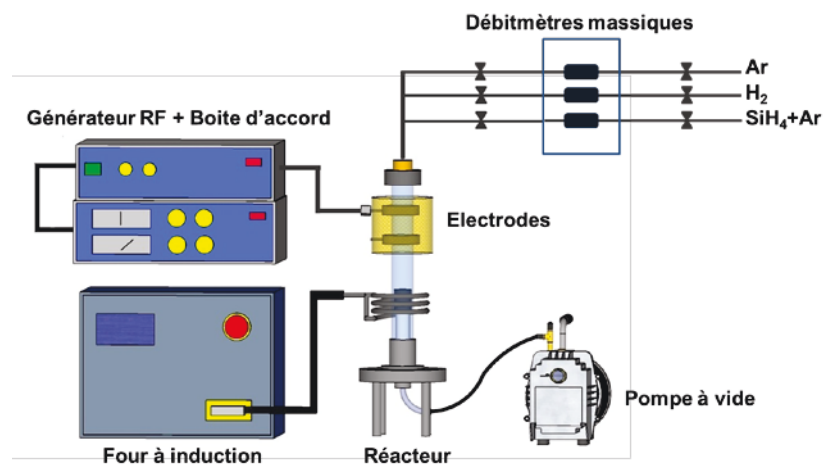 Débitmètres massiques
Ar
H₂
SiH₄+Ar
Générateur RF + Boite d'accord
Electrodes
Pompe à vide
Four à induction
Réacteur